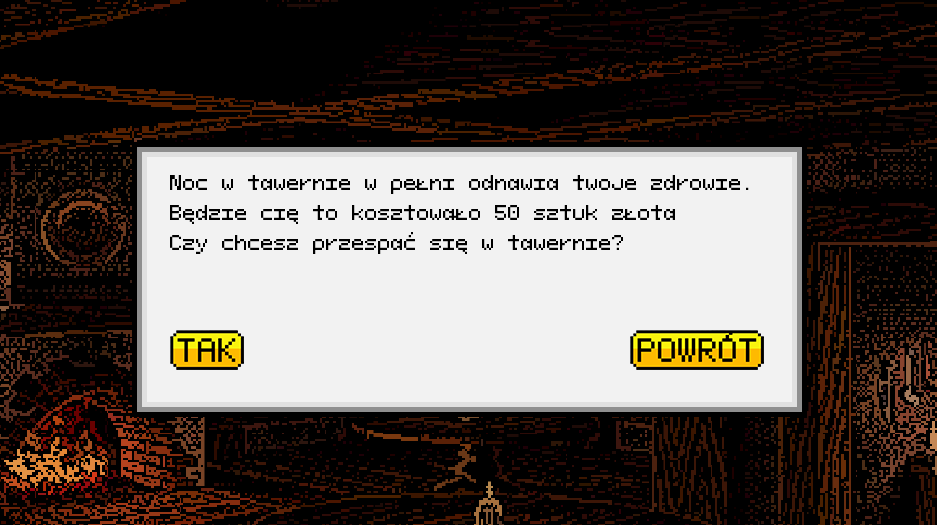 Noc w tawernie w pełni odnawia twoje zdrowie.
Będzie cię to kosztowało 50 sztuk złota
Czy chcesz przespać się w tawernie?
TAK
POWRÓT